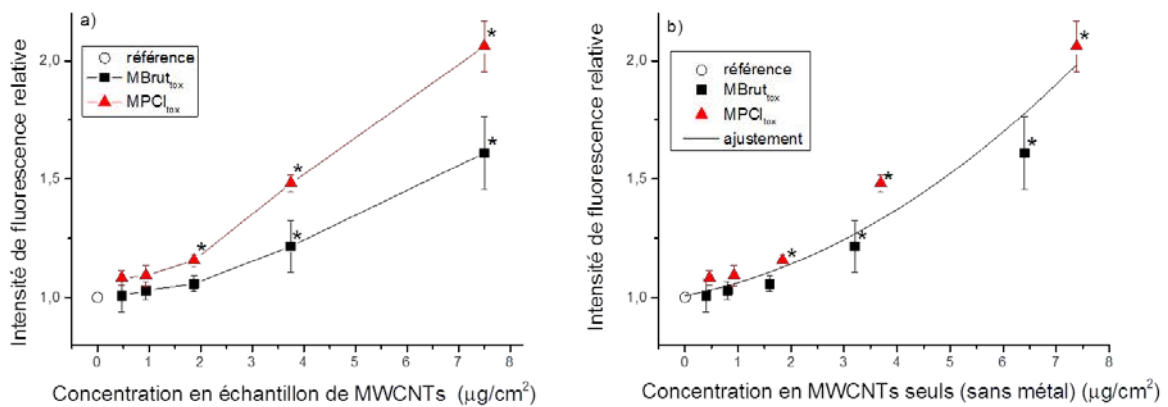 a)
référence
MBrut tox
MPCl tox
*
*
*
*
*
2,0
1,5
1,0
0 1 2 3 4 5 6 7 8
Intensité de fluorescence relative
Concentration en échantillon de MWCNTs (µg/cm²)
b)
référence
MBrut tox
MPCl tox
ajustement
*
*
*
*
*
2,0
1,5
1,0
0 1 2 3 4 5 6 7 8
Intensité de fluorescence relative
Concentration en MWCNTs seuls (sans métal) (µg/cm²)